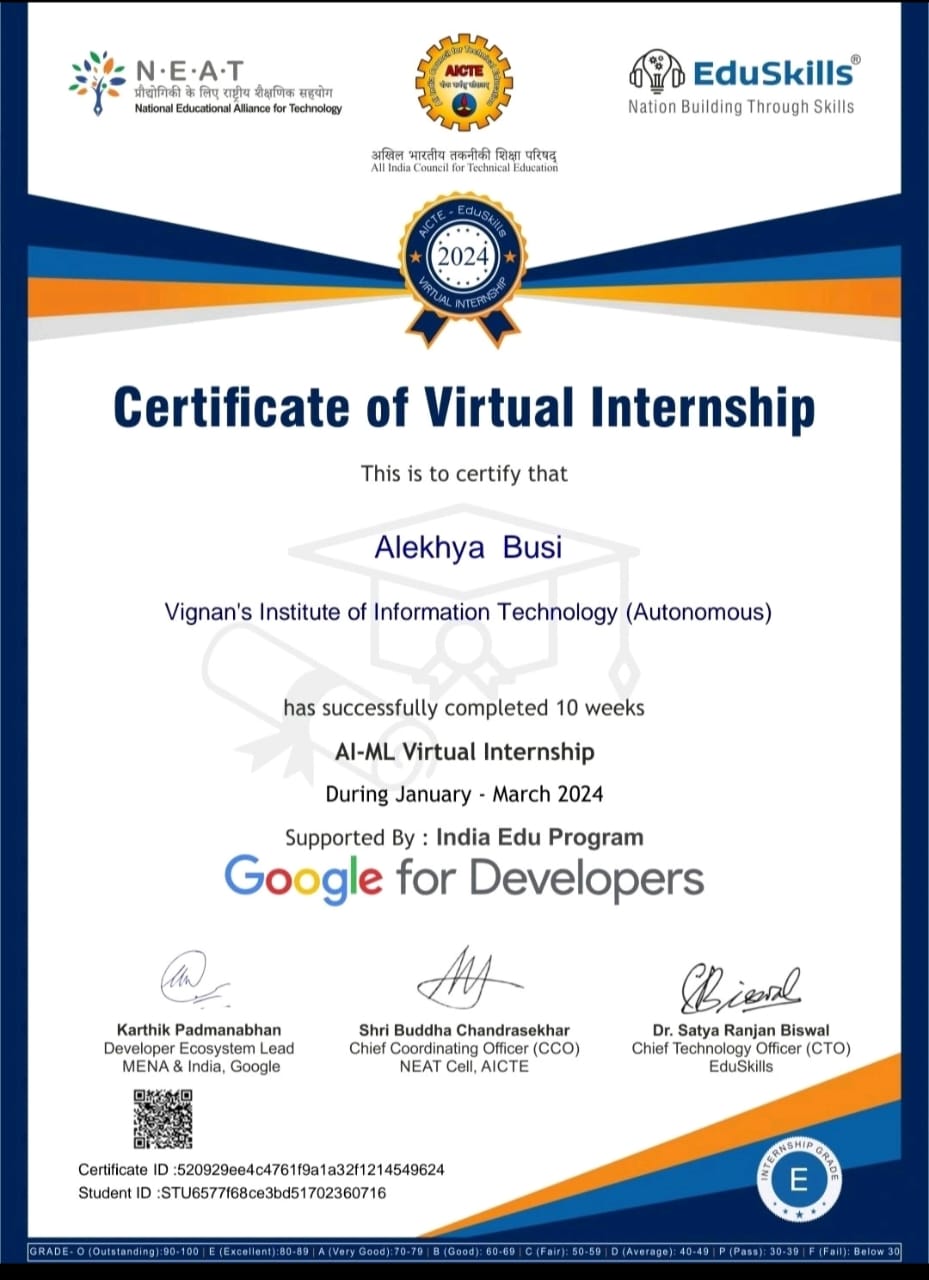 N·E·A·T
प्रौद्योगिकी के लिए राष्ट्रीय शैक्षणिक सहयोग
National Educational Alliance for Technology
All India Council for Technical Education
AICTE
अखिल भारतीय तकनीकी शिक्षा परिषद्
All India Council for Technical Education
EduSkills®
Nation Building Through Skills
AICTE - EduSkills
2024
VIRTUAL INTERNSHIP
Certificate of Virtual Internship
This is to certify that
Alekhya Busi
Vignan's Institute of Information Technology (Autonomous)
has successfully completed 10 weeks
AI-ML Virtual Internship
During January - March 2024
Supported By : India Edu Program
Google for Developers
Karthik Padmanabhan
Developer Ecosystem Lead
MENA & India, Google
Shri Buddha Chandrasekhar
Chief Coordinating Officer (CCO)
NEAT Cell, AICTE
Dr. Satya Ranjan Biswal
Chief Technology Officer (CTO)
EduSkills
Certificate ID :520929ee4c4761f9a1a32f1214549624
Student ID :STU6577f68ce3bd51702360716
INTERNSHIP GRADE
E
GRADE- O (Outstanding):90-100 | E (Excellent):80-89 | A (Very Good):70-79 | B (Good): 60-69 | C (Fair): 50-59 | D (Average): 40-49 | P (Pass): 30-39 | F (Fail): Below 30